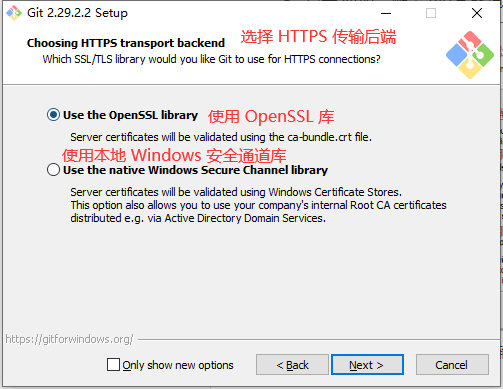 Git 2.29.2.2 Setup
Choosing HTTPS transport backend 选择 HTTPS 传输后端
Which SSL/TLS library would you like Git to use for HTTPS connections?
Use the OpenSSL library 使用 OpenSSL 库
Server certificates will be validated using the ca-bundle.crt file.
使用本地 Windows 安全通道库
Use the native Windows Secure Channel library
Server certificates will be validated using Windows Certificate Stores.
This option also allows you to use your company's internal Root CA certificates
distributed e.g. via Active Directory Domain Services.
https://gitforwindows.org/
Only show new options < Back Next > Cancel